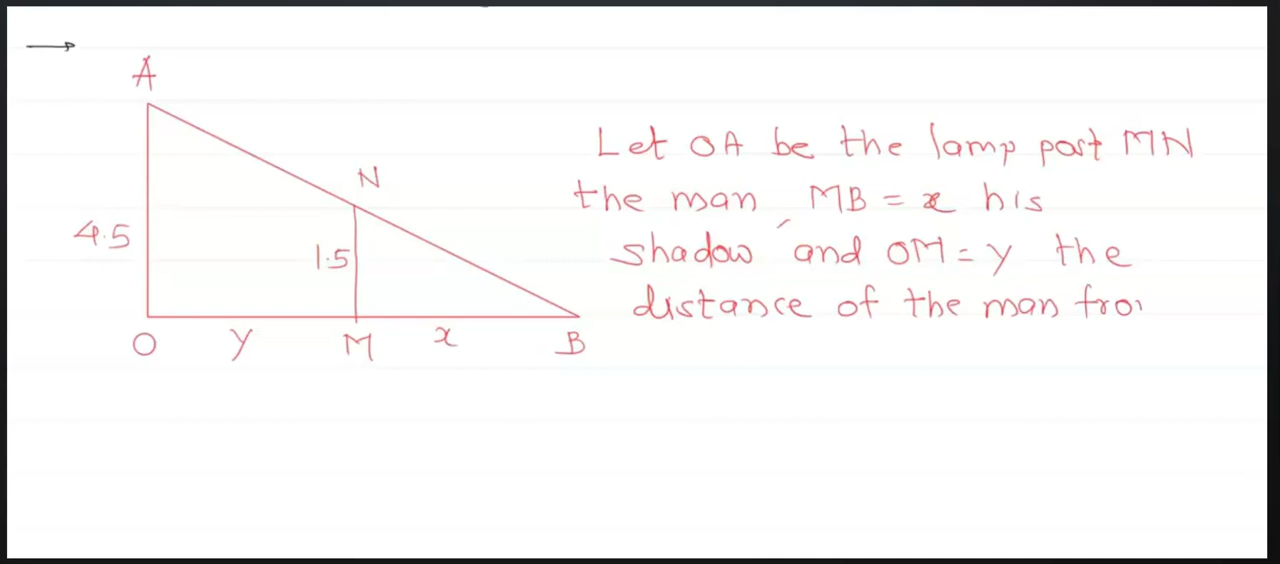 A
N
4.5
1.5
O y M x B
Let OA be the lamp post MN
the man, MB = x his
shadow and OM = y the
distance of the man fro